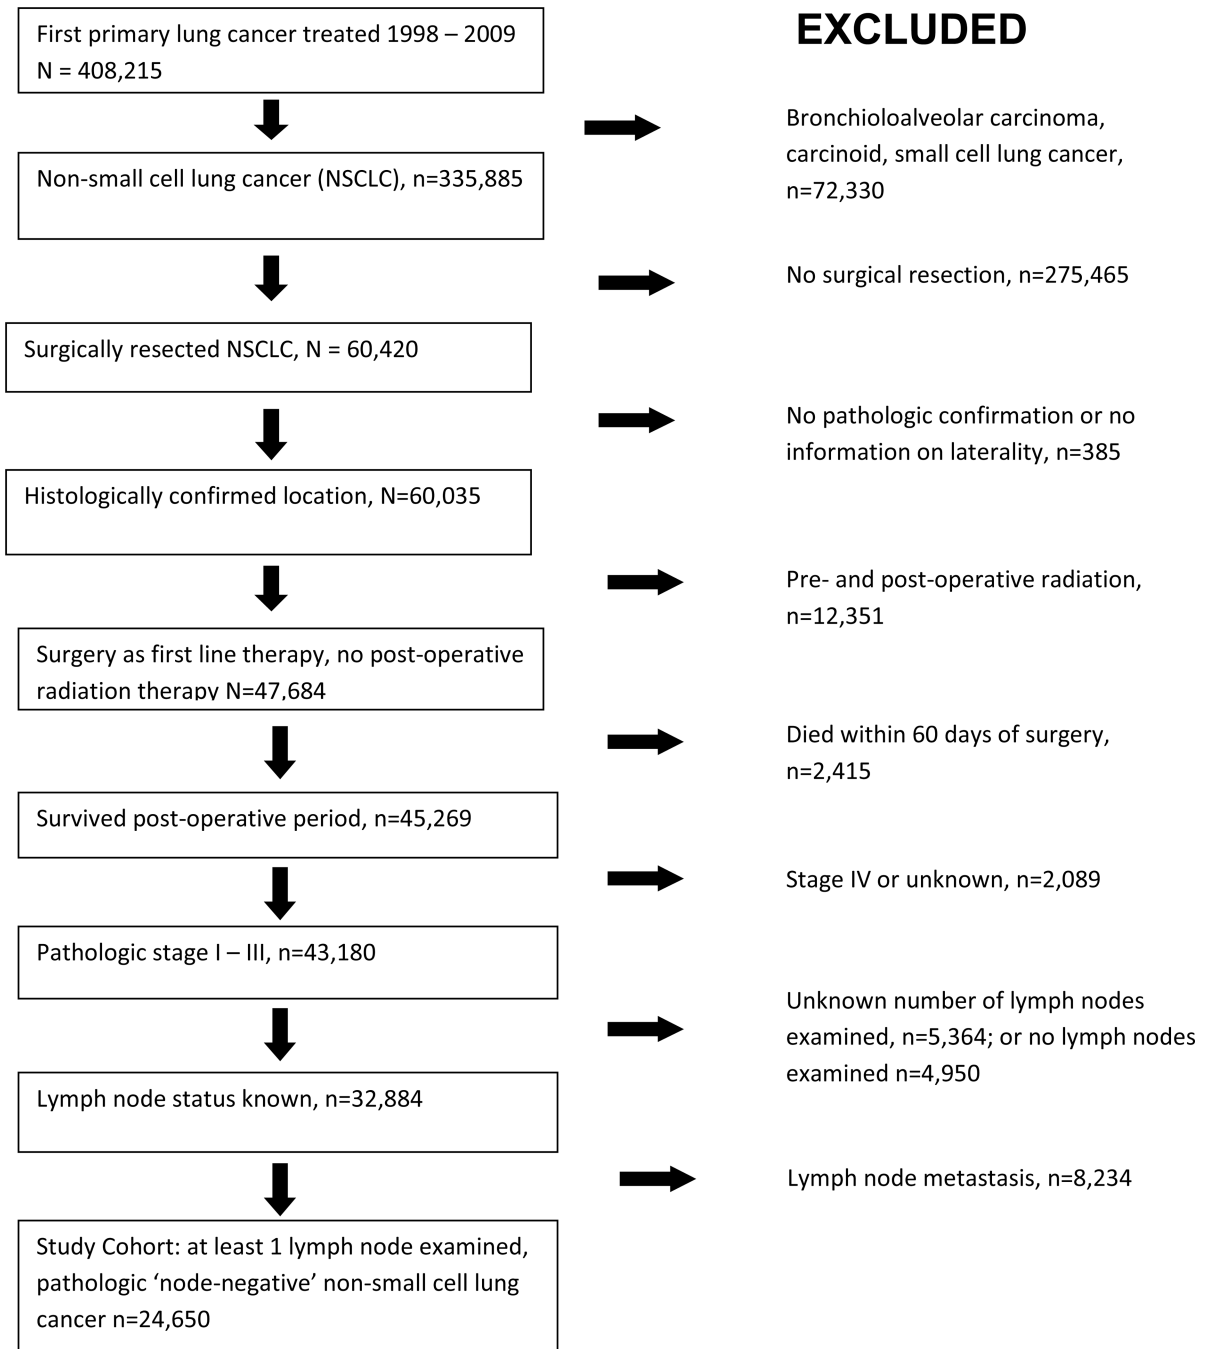 First primary lung cancer treated 1998 – 2009
N = 408,215
EXCLUDED
Bronchioloalveolar carcinoma,
carcinoid, small cell lung cancer,
n=72,330
Non-small cell lung cancer (NSCLC), n=335,885
No surgical resection, n=275,465
Surgically resected NSCLC, N = 60,420
No pathologic confirmation or no
information on laterality, n=385
Histologically confirmed location, N=60,035
Pre- and post-operative radiation,
n=12,351
Surgery as first line therapy, no post-operative
radiation therapy N=47,684
Died within 60 days of surgery,
n=2,415
Survived post-operative period, n=45,269
Stage IV or unknown, n=2,089
Pathologic stage I – III, n=43,180
Unknown number of lymph nodes
examined, n=5,364; or no lymph nodes
examined n=4,950
Lymph node status known, n=32,884
Lymph node metastasis, n=8,234
Study Cohort: at least 1 lymph node examined,
pathologic ‘node-negative’ non-small cell lung
cancer n=24,650